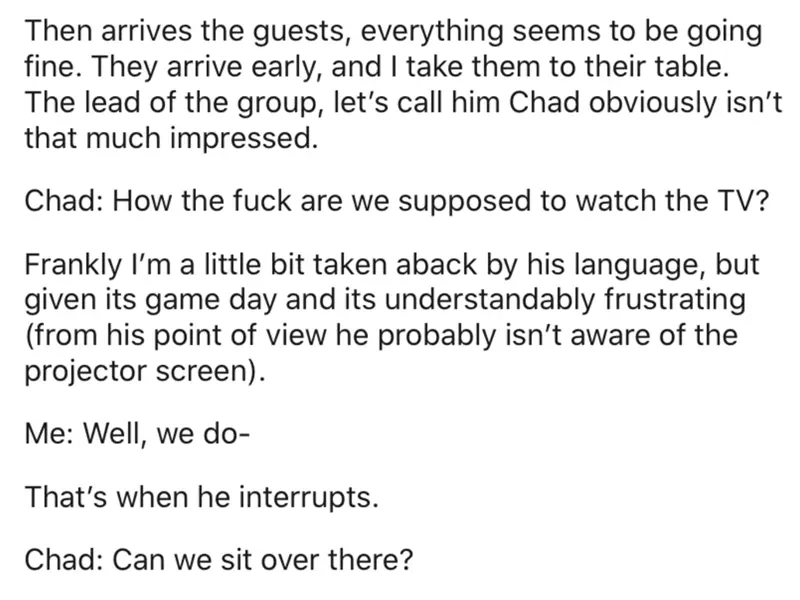 Then arrives the guests, everything seems to be going
fine. They arrive early, and I take them to their table.
The lead of the group, let’s call him Chad obviously isn’t
that much impressed.
Chad: How the fuck are we supposed to watch the TV?
Frankly I’m a little bit taken aback by his language, but
given its game day and its understandably frustrating
(from his point of view he probably isn’t aware of the
projector screen).
Me: Well, we do-
That’s when he interrupts.
Chad: Can we sit over there?